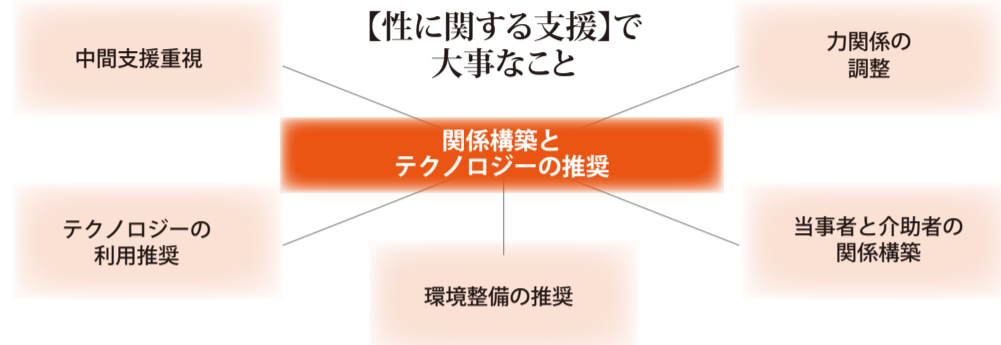 【性に関する支援】で
大事なこと
中間支援重視
力関係の
調整
関係構築と
テクノロジーの推奨
テクノロジーの
利用推奨
環境整備の推奨
当事者と介助者の
関係構築